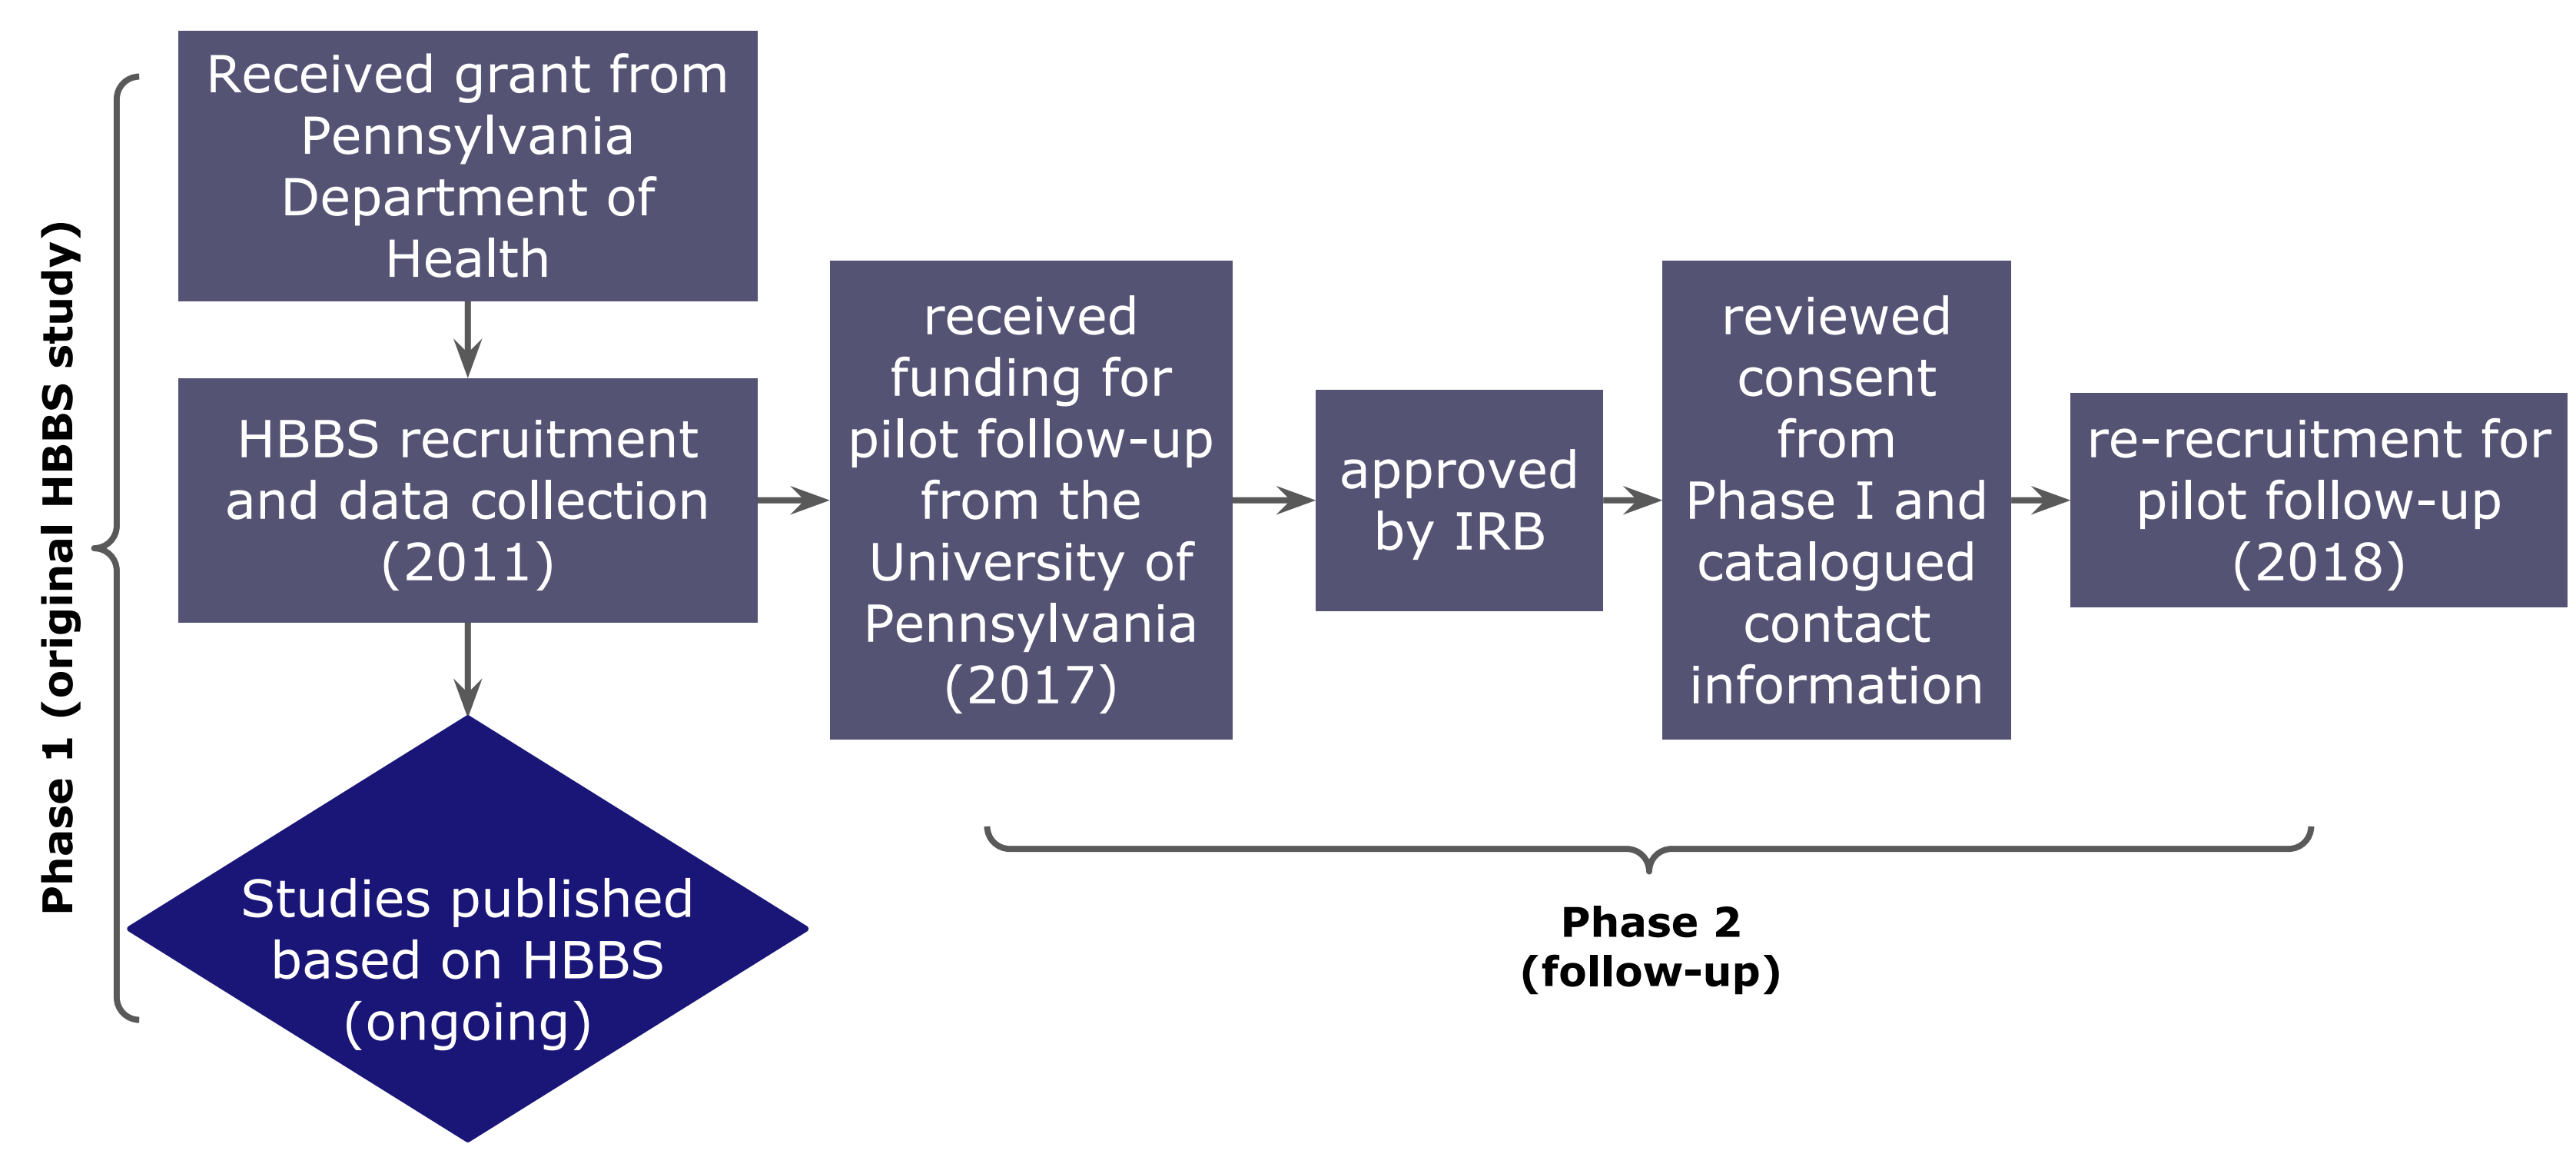 Phase 1 (original HBBS study)
Received grant from
Pennsylvania
Department of
Health
HBBS recruitment
and data collection
(2011)
Studies published
based on HBBS
(ongoing)
received
funding for
pilot follow-up
from the
University of
Pennsylvania
(2017)
approved
by IRB
reviewed
consent
from
Phase I and
catalogued
contact
information
re-recruitment for
pilot follow-up
(2018)
Phase 2
(follow-up)